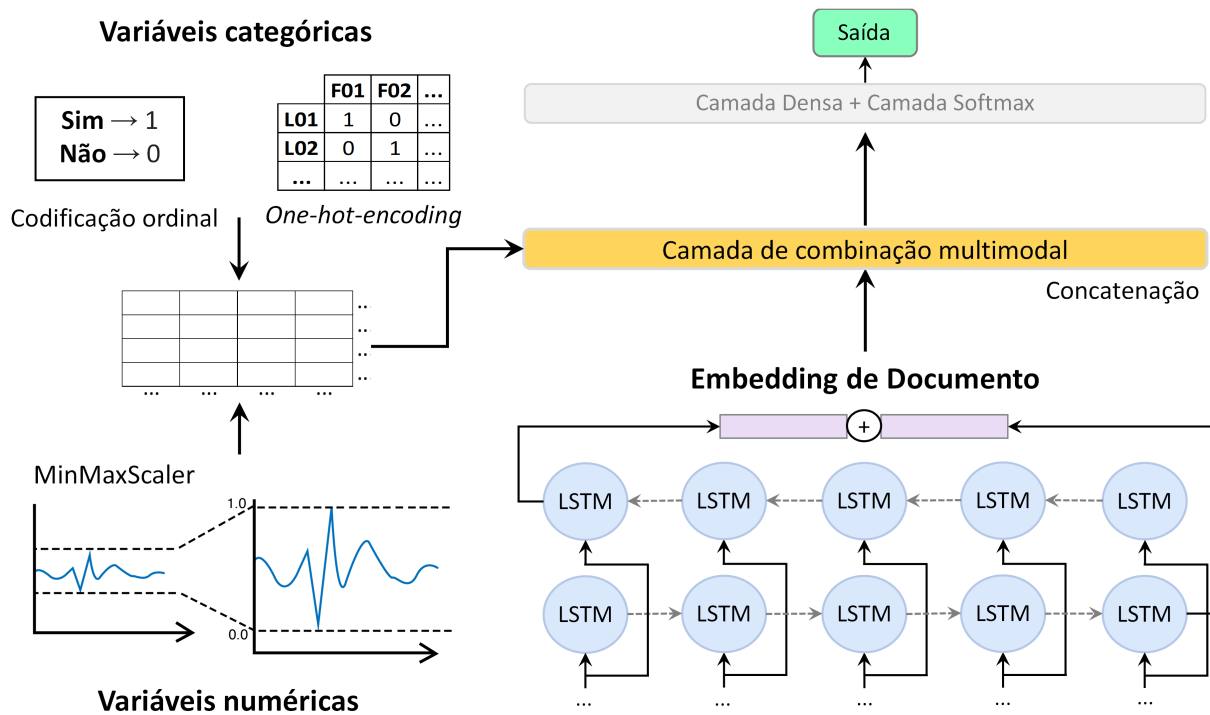 Variáveis categóricas
Sim → 1
Não → 0
Codificação ordinal
F01 F02 ...
L01 1 0 ...
L02 0 1 ...
... ... ... ...
One-hot-encoding
...
...
...
...
... ... ... ...
MinMaxScaler
1.0
0.0
Variáveis numéricas
Saída
Camada Densa + Camada Softmax
Camada de combinação multimodal
Concatenação
Embedding de Documento
+
LSTM LSTM LSTM LSTM LSTM
LSTM LSTM LSTM LSTM LSTM
... ... ... ... ...